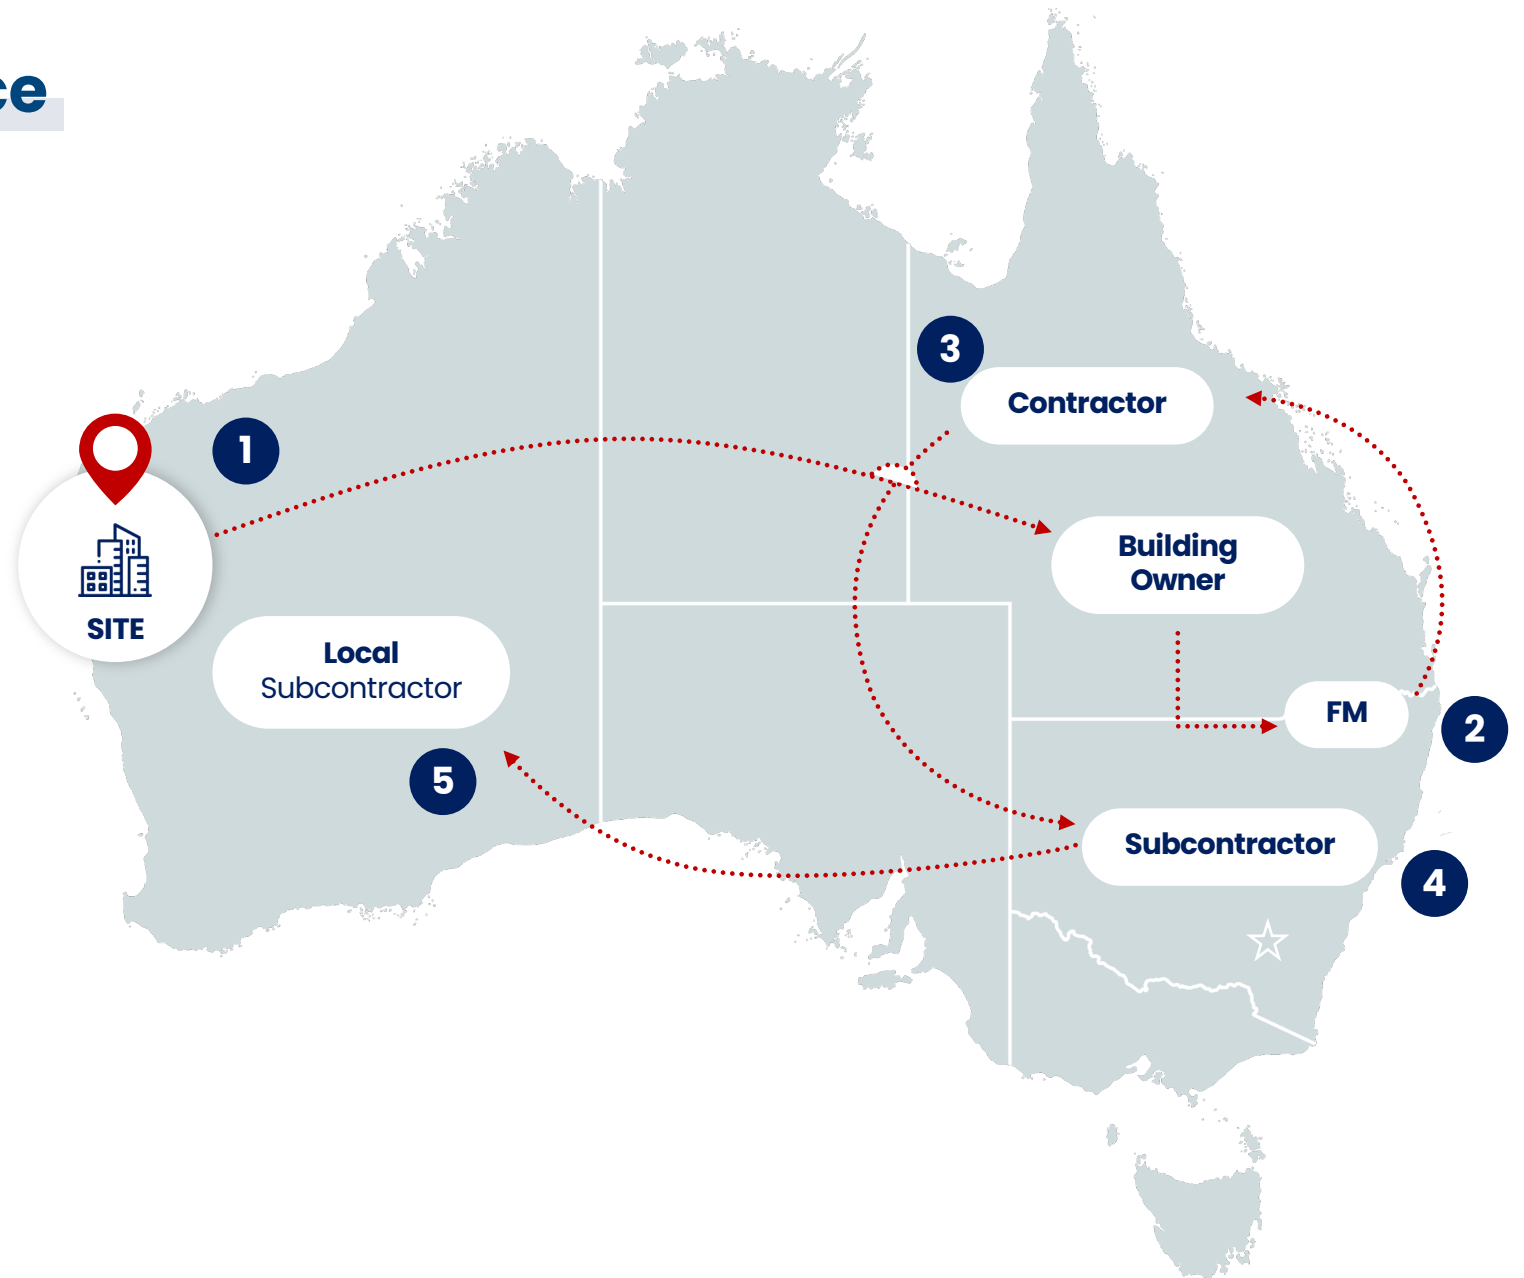 ce
3
Contractor
1
Building
Owner
SITE
Local
Subcontractor
FM
2
5
Subcontractor
4